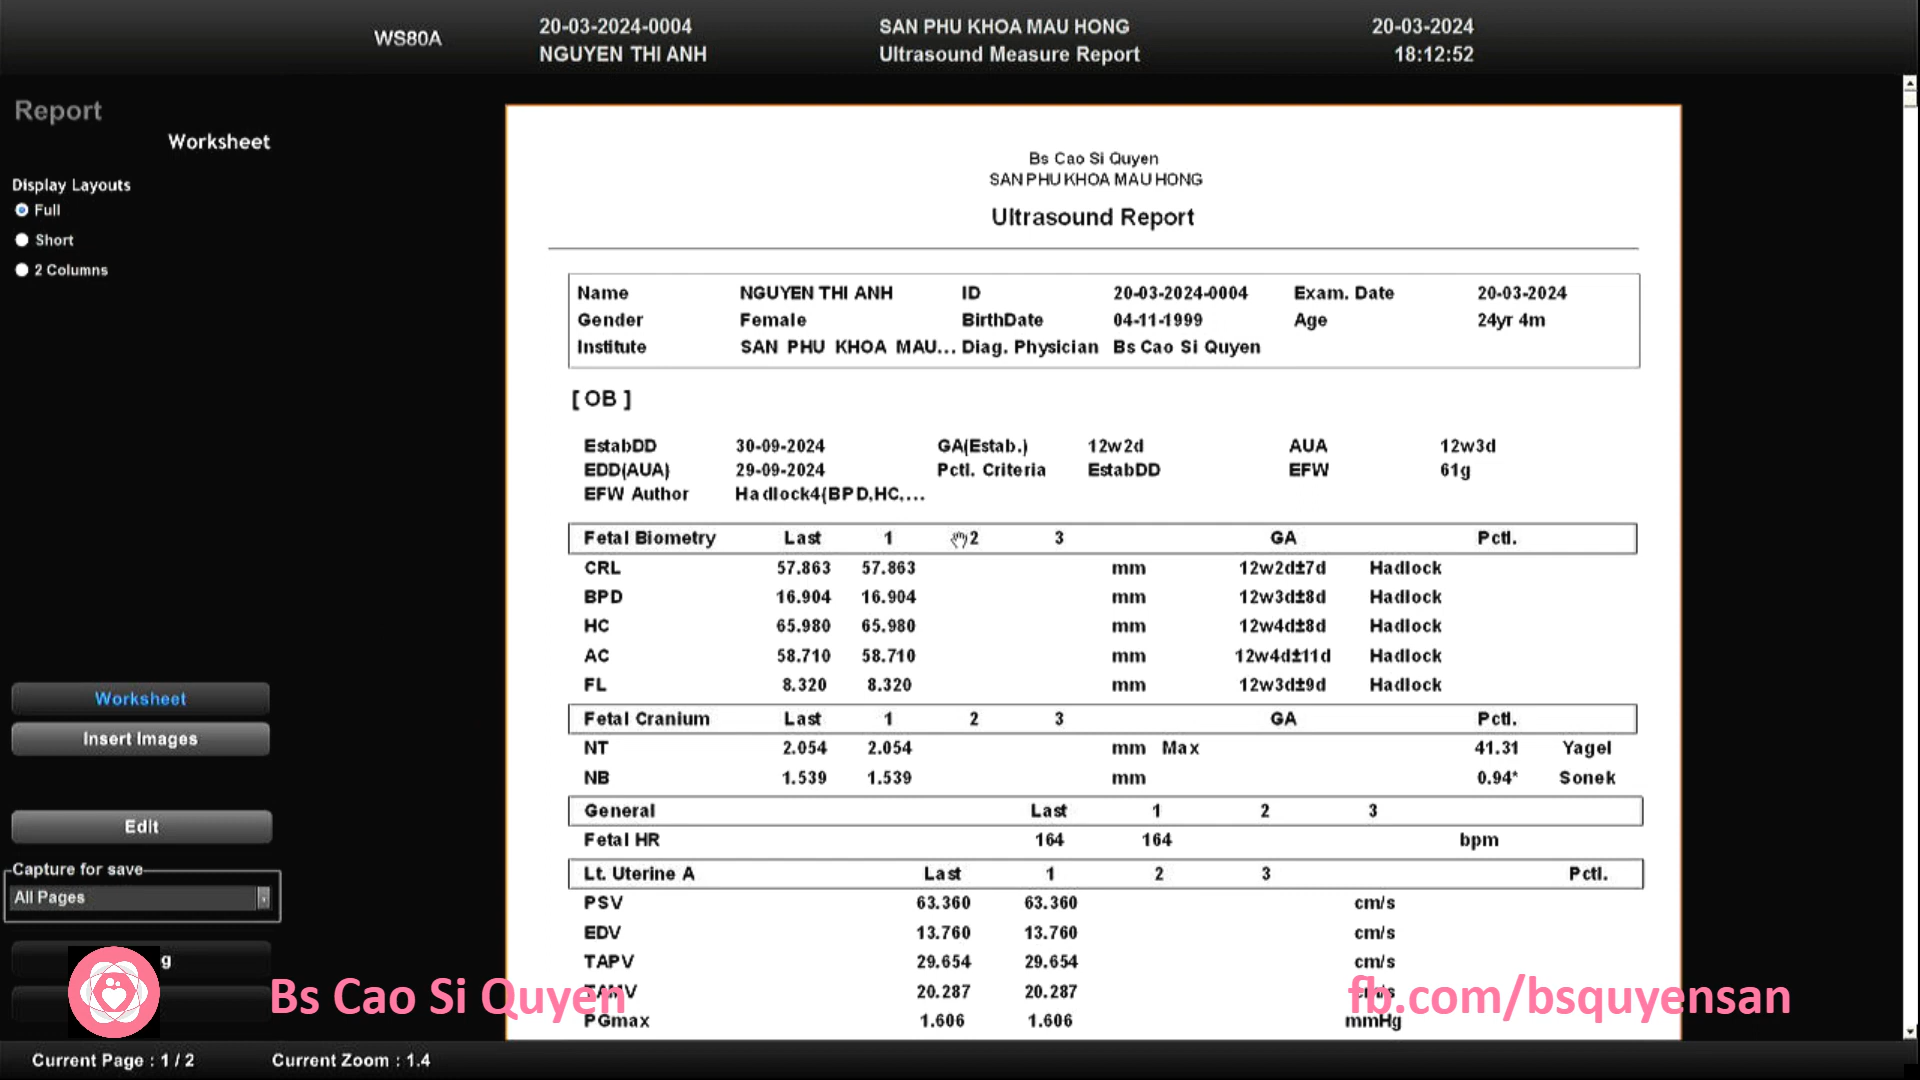 WS80A
20-03-2024-0004
NGUYEN THI ANH
SAN PHU KHOA MAU HONG
Ultrasound Measure Report
20-03-2024
18:12:52
Report
Worksheet
Display Layouts
Full
Short
2 Columns
Worksheet
Insert Images
Edit
Capture for save
All Pages
Bs Cao Si Quyen
SAN PHU KHOA MAU HONG
Ultrasound Report
Name NGUYEN THI ANH ID 20-03-2024-0004 Exam. Date 20-03-2024
Gender Female BirthDate 04-11-1999 Age 24yr 4m
Institute SAN PHU KHOA MAU... Diag. Physician Bs Cao Si Quyen
[ OB ]
EstabDD 30-09-2024 GA(Estab.) 12w2d AUA 12w3d
EDD(AUA) 29-09-2024 Pctl. Criteria EstabDD EFW 61g
EFW Author Hadlock4(BPD,HC,...
Fetal Biometry Last 1 2 3 GA Pctl.
CRL 57.863 57.863 mm 12w2d±7d Hadlock
BPD 16.904 16.904 mm 12w3d±8d Hadlock
HC 65.980 65.980 mm 12w4d±8d Hadlock
AC 58.710 58.710 mm 12w4d±11d Hadlock
FL 8.320 8.320 mm 12w3d±9d Hadlock
Fetal Cranium Last 1 2 3 GA Pctl.
NT 2.054 2.054 mm Max 41.31 Yagel
NB 1.539 1.539 mm 0.94* Sonek
General Last 1 2 3
Fetal HR 164 164 bpm
Lt. Uterine A Last 1 2 3 Pctl.
PSV 63.360 63.360 cm/s
EDV 13.760 13.760 cm/s
TAPV 29.654 29.654 cm/s
TAMV 20.287 20.287 cm/s
PGmax 1.606 1.606 mmHg
Bs Cao Si Quyen
fb.com/bsquyensan
Current Page : 1 / 2
Current Zoom : 1.4